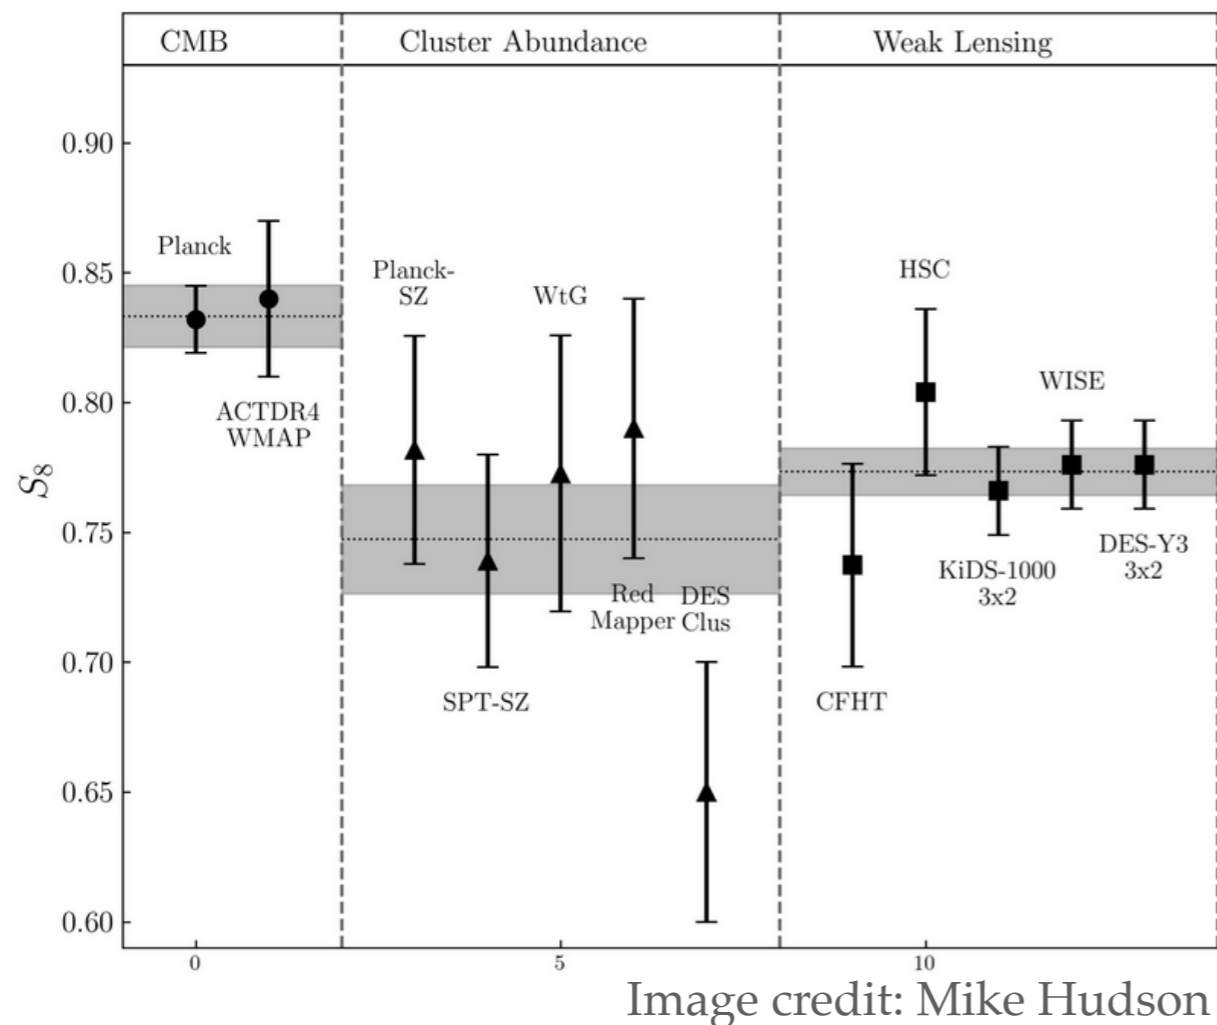 CMB
Cluster Abundance
Weak Lensing
0.90
0.85
0.80
0.75
0.70
0.65
0.60
S₈
Planck
ACTDR4
WMAP
Planck-
SZ
SPT-SZ
WtG
Red
Mapper
DES
Clus
CFHT
HSC
KiDS-1000
3x2
WISE
DES-Y3
3x2
0
5
10
Image credit: Mike Hudson